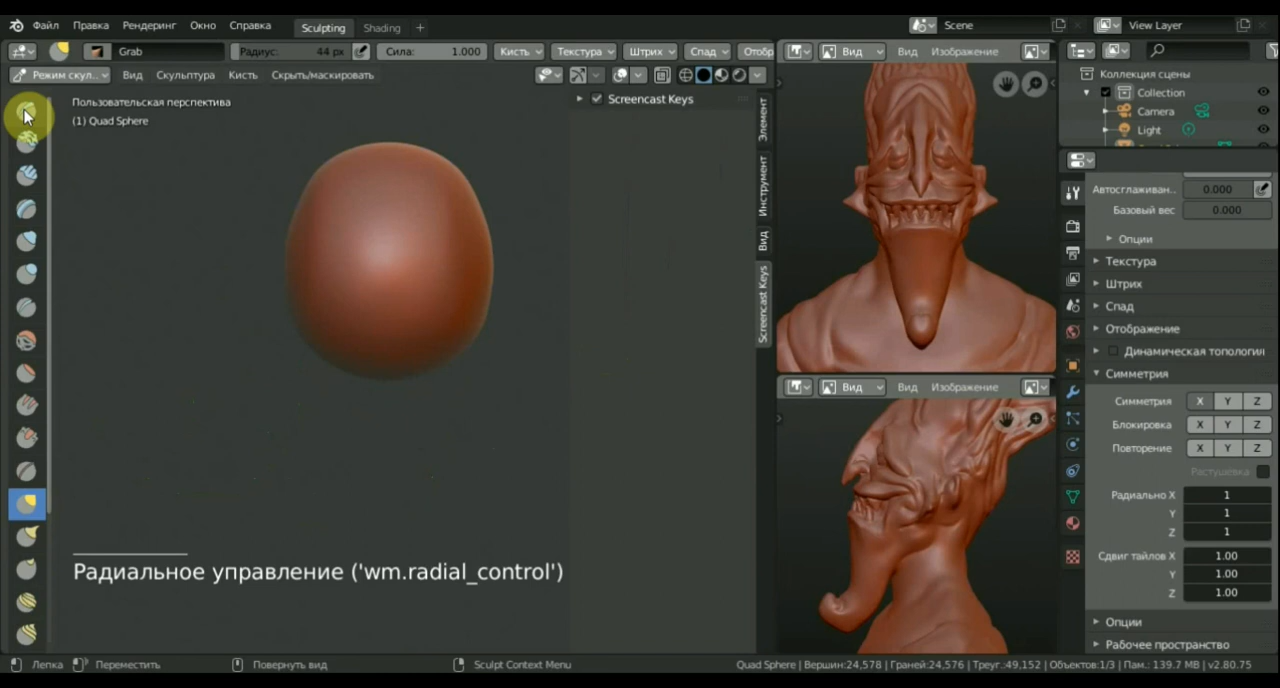 Файл Правка Рендеринг Окно Справка Sculpting Shading + Scene View Layer
Grab Радиус: 44 px Сила: 1.000 Кисть Текстура Штрих Спад Отобр Вид Вид Изображение
Режим скул.. Вид Скульптура Кисть Скрыть/маскировать
Пользовательская перспектива
(1) Quad Sphere
Screencast Keys
Элемент
Инструмент
Вид
Screencast Keys
Коллекция сцены
Collection
Camera
Light
Автосглаживан.. 0.000
Базовый вес 0.000
Опции
Текстура
Штрих
Спад
Отображение
Динамическая топология
Симметрия
Симметрия X Y Z
Блокировка X Y Z
Повторение X Y Z
Растушевка
Радиально X 1
Y 1
Z 1
Сдвиг тайлов X 1.00
Y 1.00
Z 1.00
Опции
Рабочее пространство
Вид Вид Изображение
Радиальное управление ('wm.radial_control')
Лепка Переместить Повернуть вид Sculpt Context Menu Quad Sphere | Вершин:24,578 | Граней:24,576 | Треуг.:49,152 | Объектов:1/3 | Пам.: 139.7 MB | v2.80.75